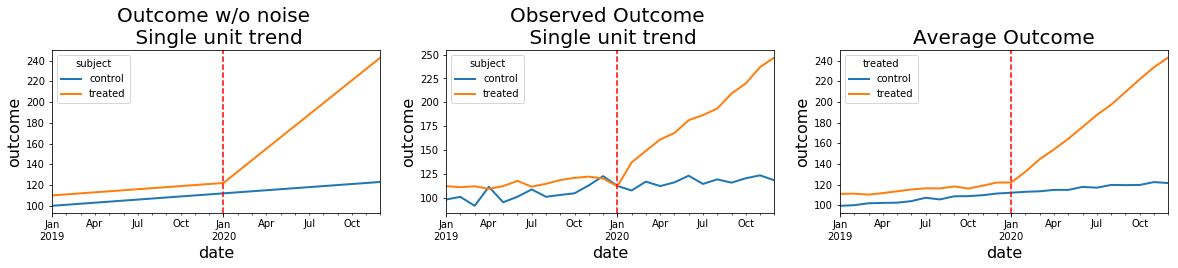 Outcome w/o noise
Single unit trend
outcome
240
220
200
180
160
140
120
100
subject
control
treated
Jan
2019
Apr
Jul
Oct
Jan
2020
Apr
Jul
Oct
date
Observed Outcome
Single unit trend
outcome
250
225
200
175
150
125
100
subject
control
treated
Jan
2019
Apr
Jul
Oct
Jan
2020
Apr
Jul
Oct
date
Average Outcome
outcome
240
220
200
180
160
140
120
100
treated
control
treated
Jan
2019
Apr
Jul
Oct
Jan
2020
Apr
Jul
Oct
date